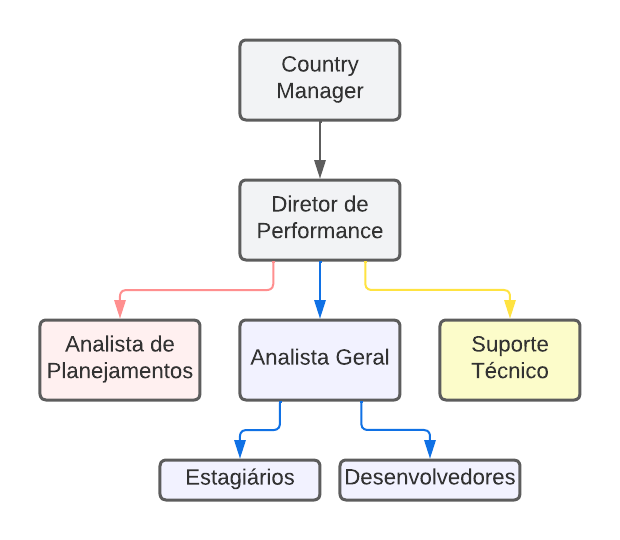 Country
Manager
Diretor de
Performance
Analista de
Planejamentos
Analista Geral
Suporte
Técnico
Estagiários
Desenvolvedores